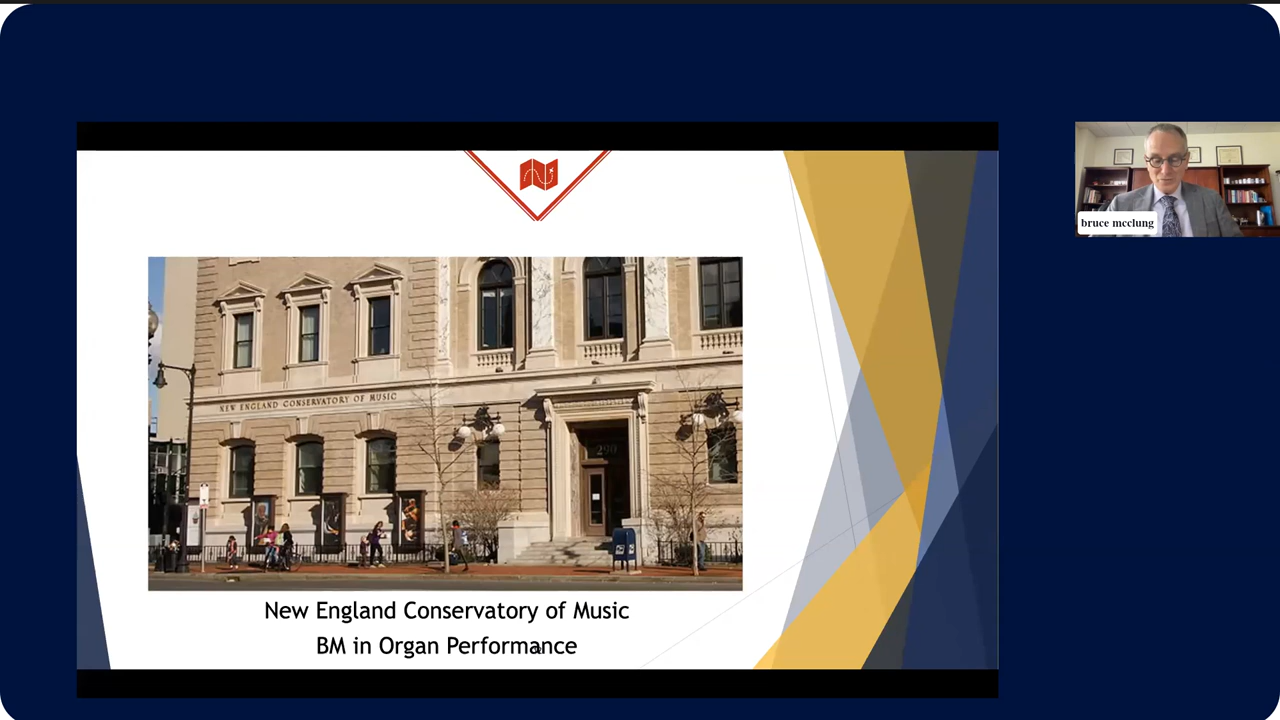 NEW ENGLAND CONSERVATORY OF MUSIC
290
New England Conservatory of Music
BM in Organ Performance
bruce mcclung